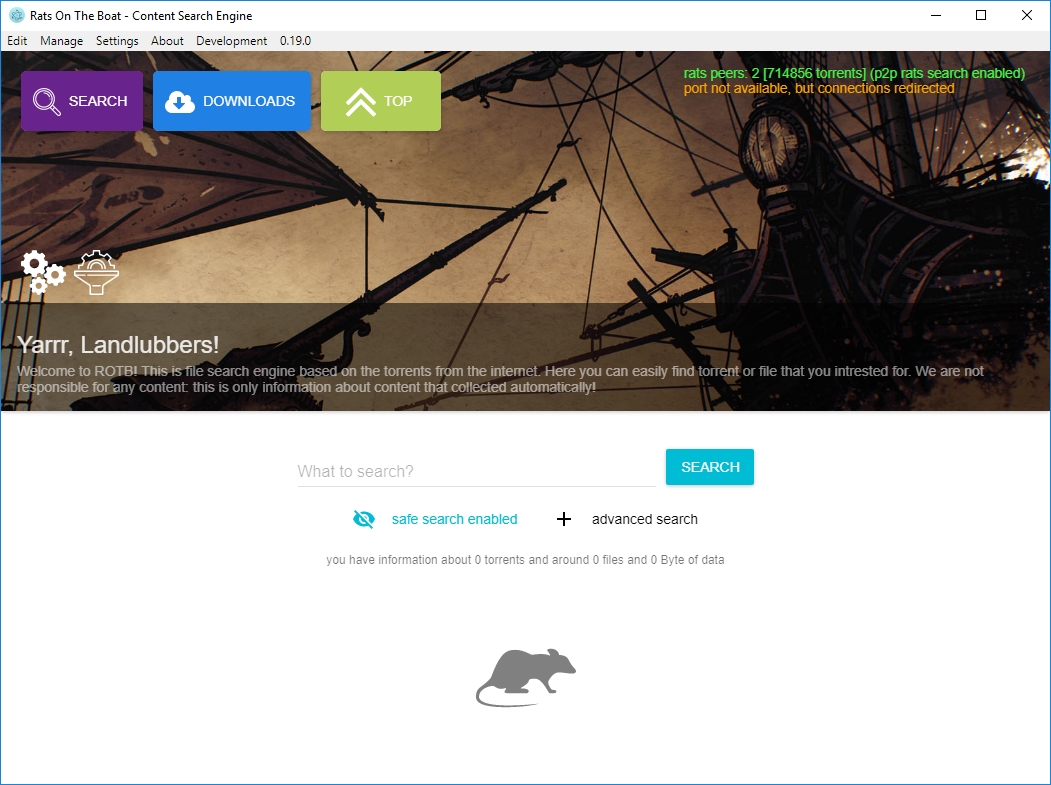 Rats On The Boat - Content Search Engine
Edit Manage Settings About Development 0.19.0
SEARCH DOWNLOADS TOP
rats peers: 2 [714856 torrents] (p2p rats search enabled)
port not available, but connections redirected
Yarrr, Landlubbers!
Welcome to ROTB! This is file search engine based on the torrents from the internet. Here you can easily find torrent or file that you intrested for. We are not
responsible for any content: this is only information about content that collected automatically!
What to search? SEARCH
safe search enabled advanced search
you have information about 0 torrents and around 0 files and 0 Byte of data